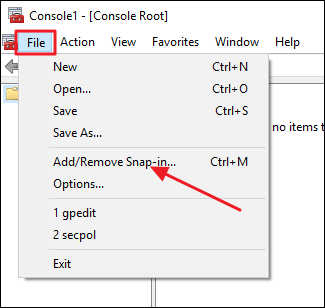 Console1 - [Console Root]
File Action View Favorites Window Help
New Ctrl+N
Open... Ctrl+O
Save Ctrl+S
Save As...
no items t
Add/Remove Snap-in... Ctrl+M
Options...
1 gpedit
2 secpol
Exit